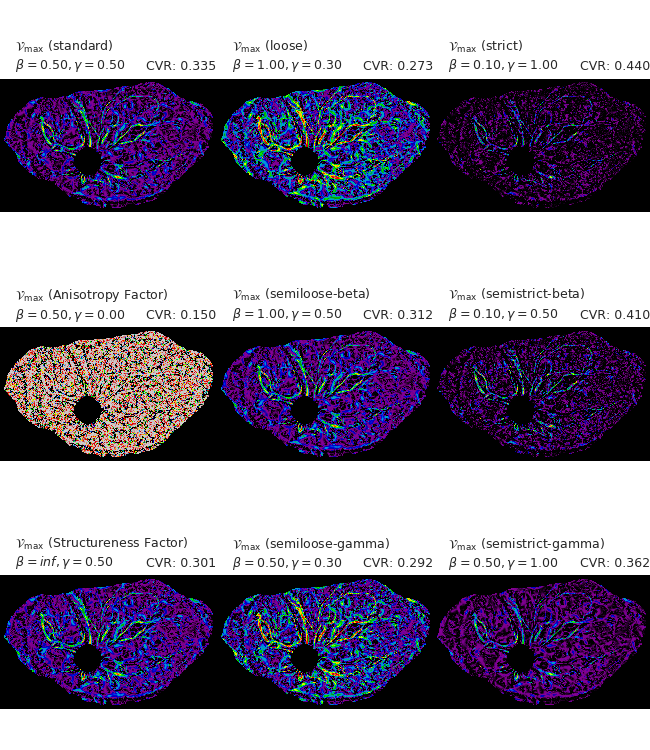 𝒱max (standard)
β = 0.50, γ = 0.50 CVR: 0.335
𝒱max (loose)
β = 1.00, γ = 0.30 CVR: 0.273
𝒱max (strict)
β = 0.10, γ = 1.00 CVR: 0.440
𝒱max (Anisotropy Factor)
β = 0.50, γ = 0.00 CVR: 0.150
𝒱max (semiloose-beta)
β = 1.00, γ = 0.50 CVR: 0.312
𝒱max (semistrict-beta)
β = 0.10, γ = 0.50 CVR: 0.410
𝒱max (Structureness Factor)
β = inf, γ = 0.50 CVR: 0.301
𝒱max (semiloose-gamma)
β = 0.50, γ = 0.30 CVR: 0.292
𝒱max (semistrict-gamma)
β = 0.50, γ = 1.00 CVR: 0.362